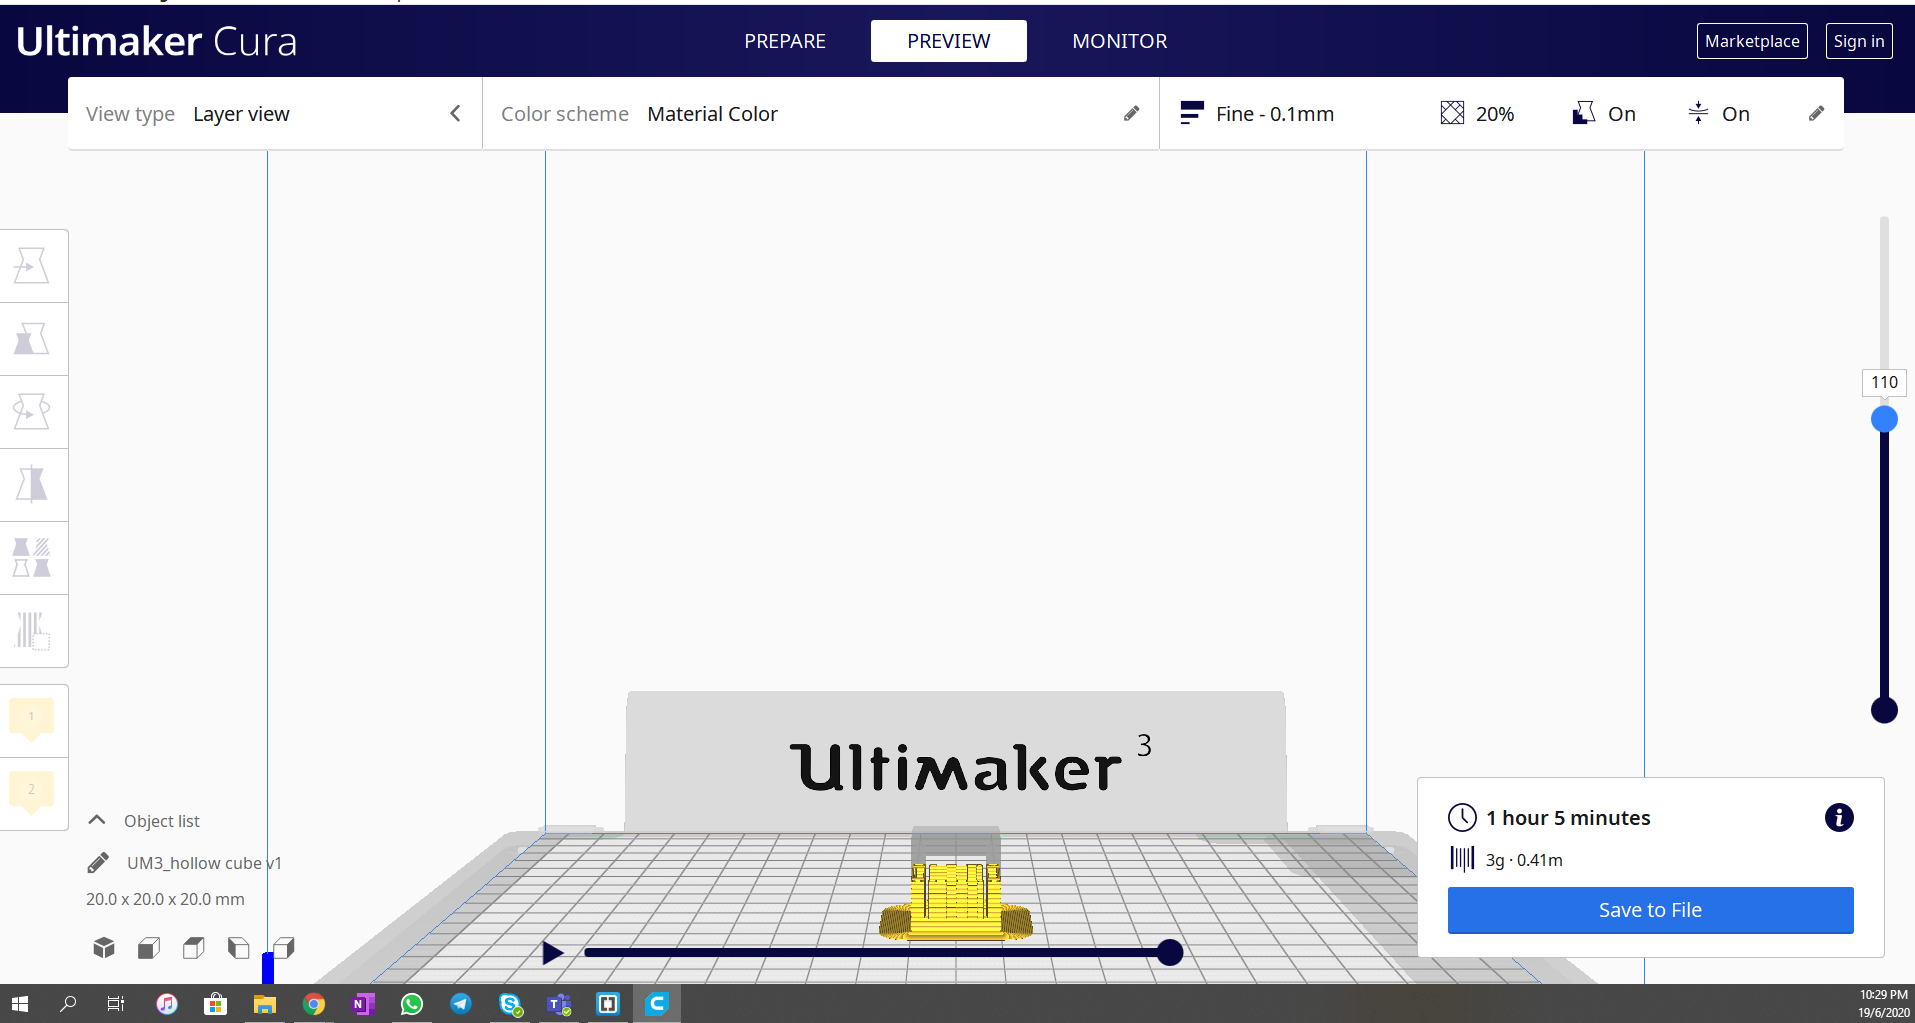 Ultimaker Cura
PREPARE
PREVIEW
MONITOR
Marketplace
Sign in
View type Layer view
Color scheme Material Color
Fine - 0.1mm
20%
On
On
110
Ultimaker 3
1
2
Object list
UM3_hollow cube v1
20.0 x 20.0 x 20.0 mm
1 hour 5 minutes
3g · 0.41m
Save to File
10:29 PM
19/6/2020